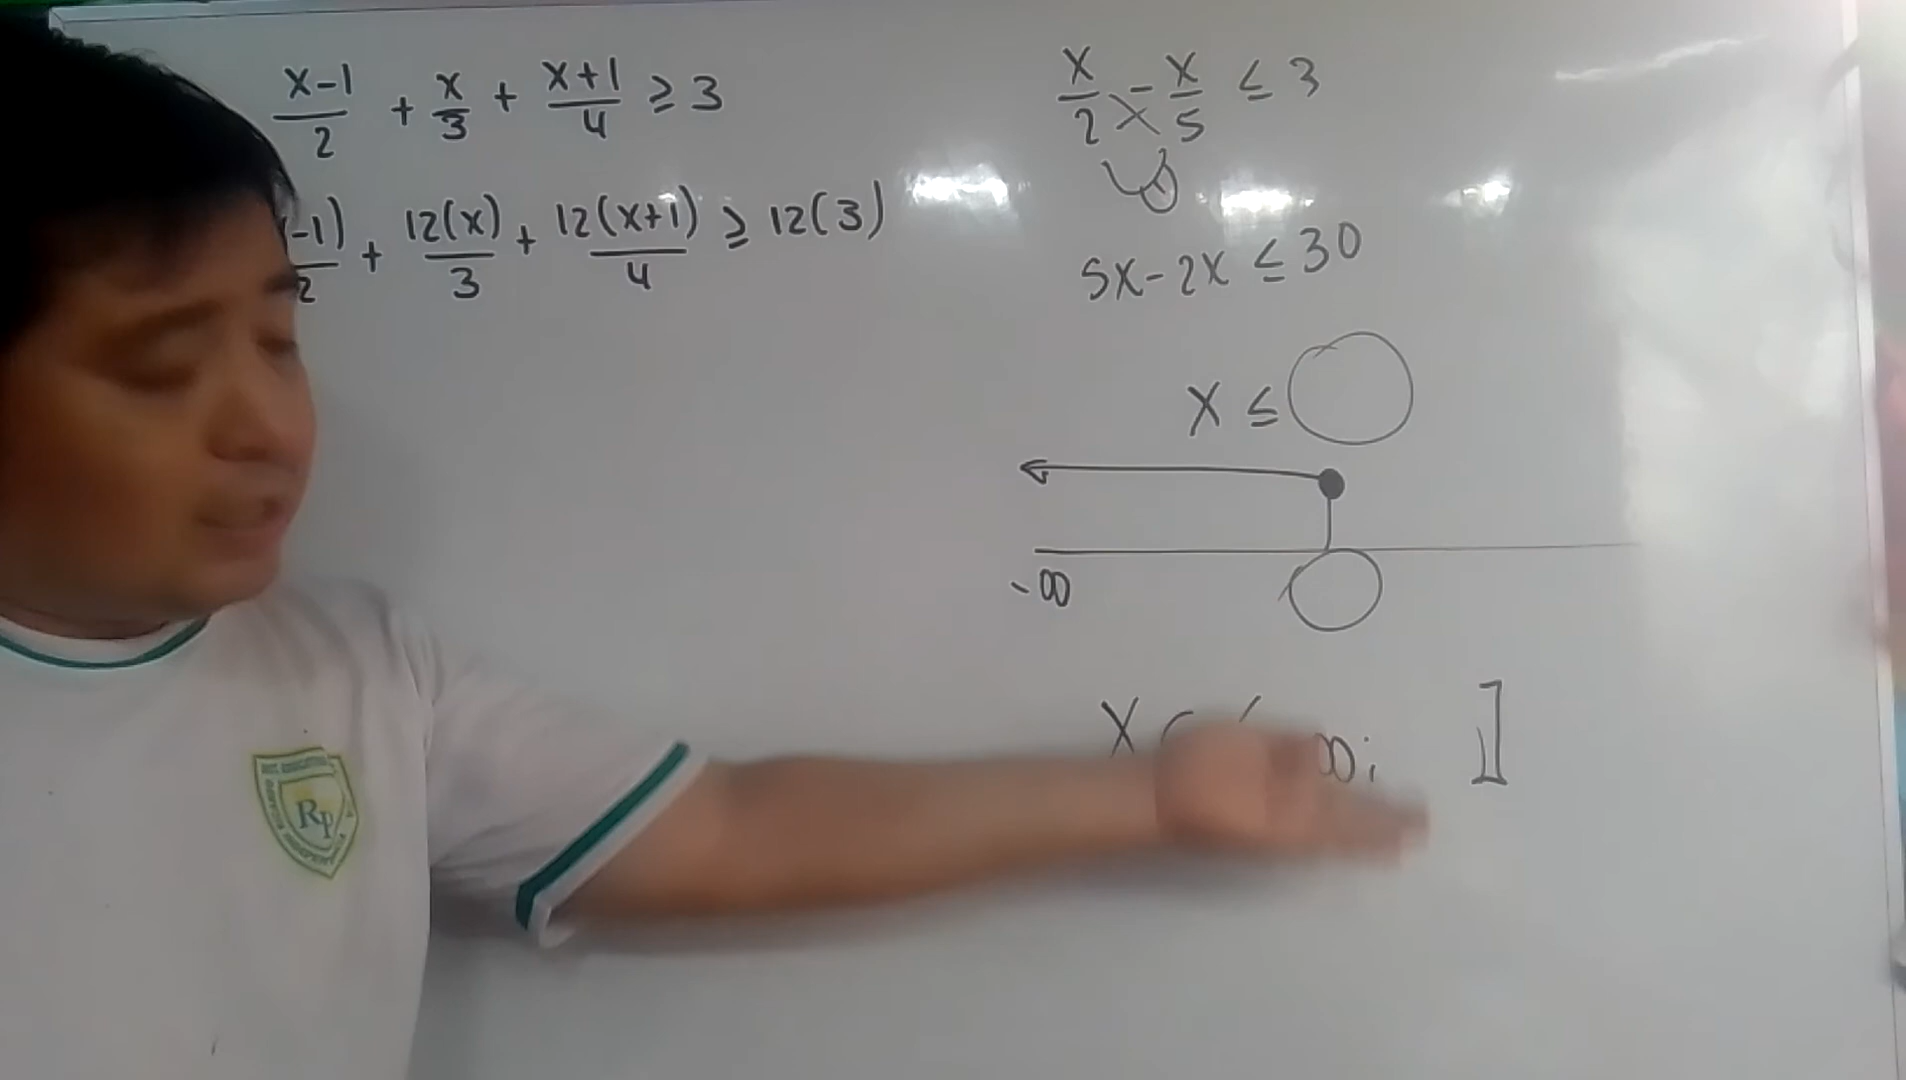 x-1/2 + x/3 + x+1/4 ≥ 3
-1)/2 + 12(x)/3 + 12(x+1)/4 ≥ 12(3)
x/2 - x/5 ≤ 3
5x-2x ≤ 30
x ≤
-∞
x ∞; ]
Rp